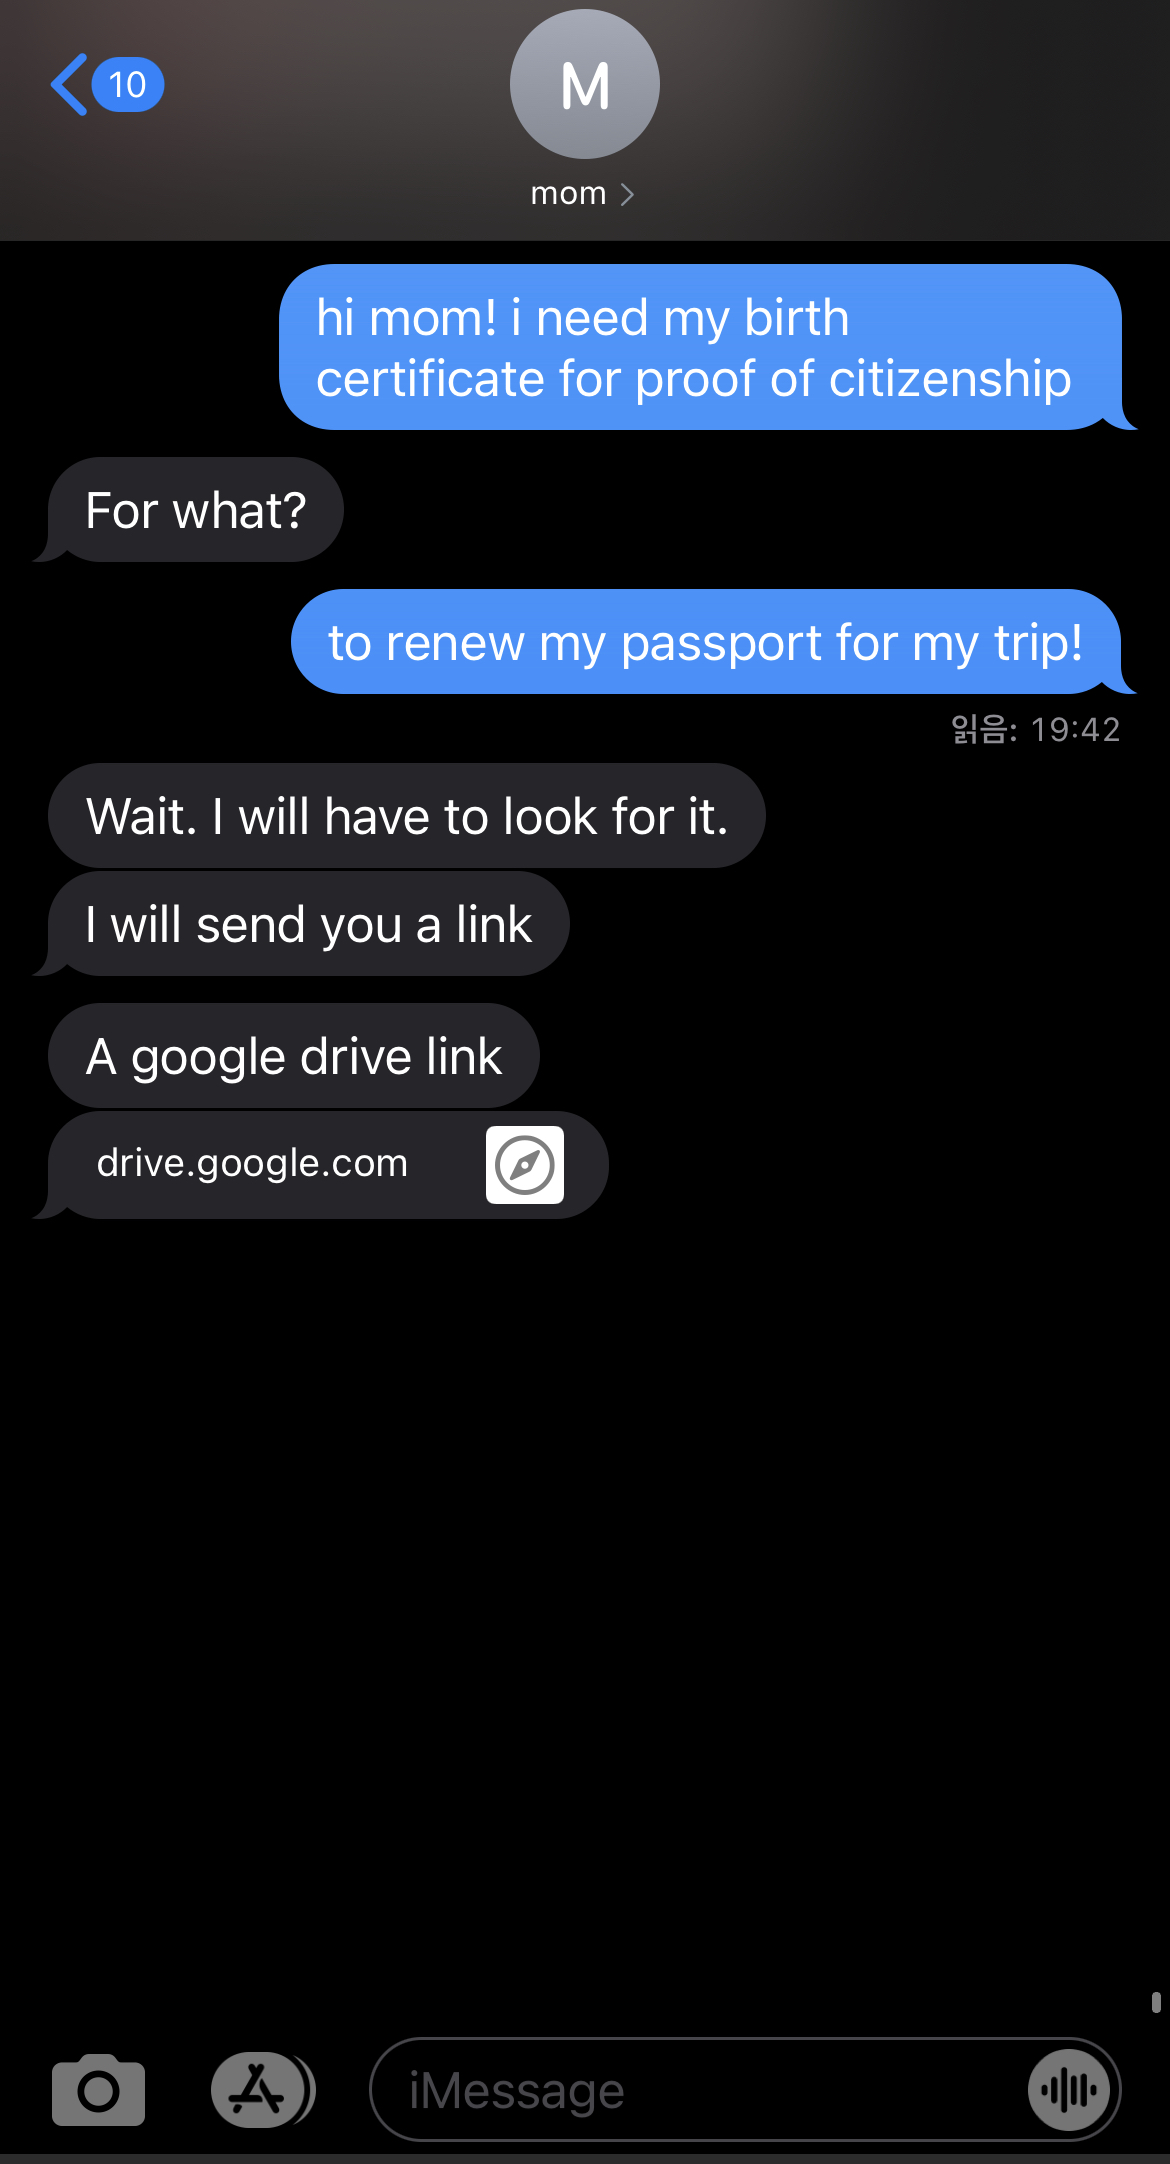 10
M
mom
hi mom! i need my birth
certificate for proof of citizenship
For what?
to renew my passport for my trip!
읽음: 19:42
Wait. I will have to look for it.
I will send you a link
A google drive link
drive.google.com
iMessage